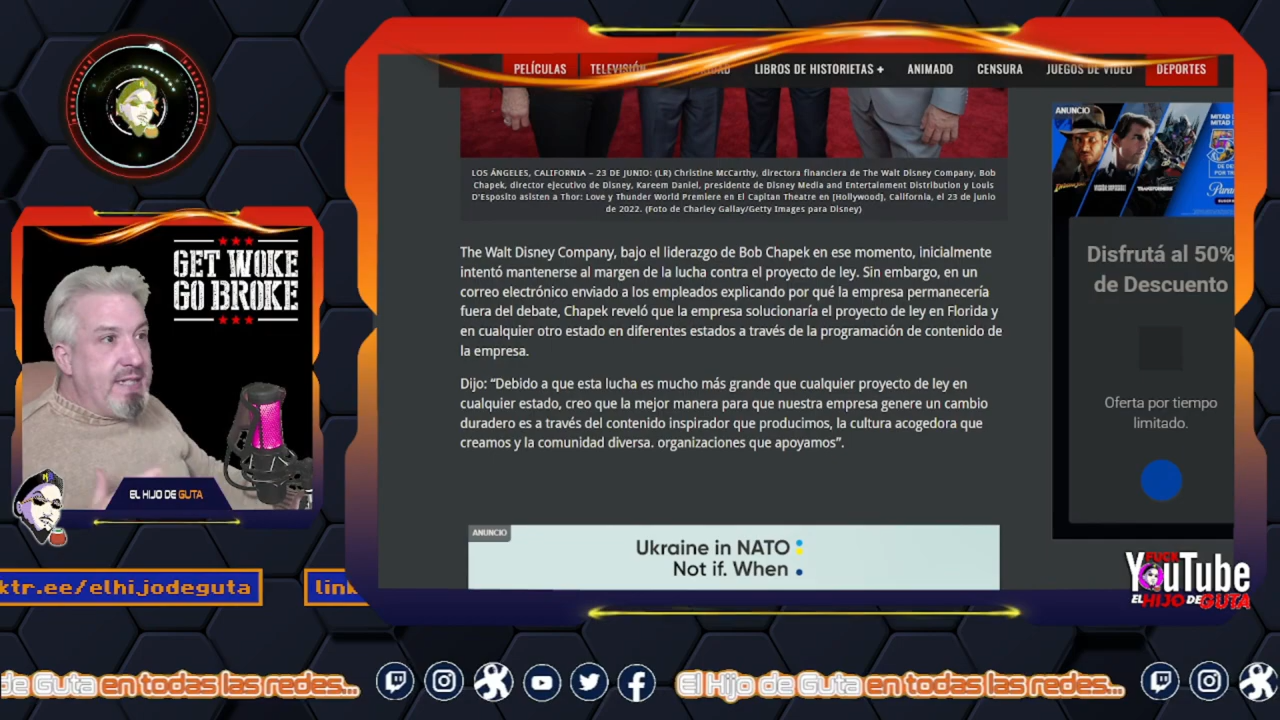 PELÍCULAS
TELEVISIÓN
LIBROS DE HISTORIETAS +
ANIMADO
CENSURA
JUEGOS DE VIDEO
DEPORTES
LOS ÁNGELES, CALIFORNIA – 23 DE JUNIO: (LR) Christine McCarthy, directora financiera de The Walt Disney Company, Bob
Chapek, director ejecutivo de Disney, Kareem Daniel, presidente de Disney Media and Entertainment Distribution y Louis
D'Esposito asisten a Thor: Love y Thunder World Premiere en El Capitan Theatre en [Hollywood], California, el 23 de junio
de 2022. (Foto de Charley Gallay/Getty Images para Disney)
The Walt Disney Company, bajo el liderazgo de Bob Chapek en ese momento, inicialmente
intentó mantenerse al margen de la lucha contra el proyecto de ley. Sin embargo, en un
correo electrónico enviado a los empleados explicando por qué la empresa permanecería
fuera del debate, Chapek reveló que la empresa solucionaría el proyecto de ley en Florida y
en cualquier otro estado en diferentes estados a través de la programación de contenido de
la empresa.
Dijo: “Debido a que esta lucha es mucho más grande que cualquier proyecto de ley en
cualquier estado, creo que la mejor manera para que nuestra empresa genere un cambio
duradero es a través del contenido inspirador que producimos, la cultura acogedora que
creamos y la comunidad diversa. organizaciones que apoyamos”.
ANUNCIO
Ukraine in NATO
Not if. When
ANUNCIO
MITAD
Disfrutá al 50%
de Descuento
Oferta por tiempo
limitado.
GET WOKE
GO BROKE
EL HIJO DE GUTA
ktr.ee/elhijodeguta
link
FUCK
YouTube
EL HIJO DE GUTA
de Guta en todas las redes...
El Hijo de Guta en todas las redes...